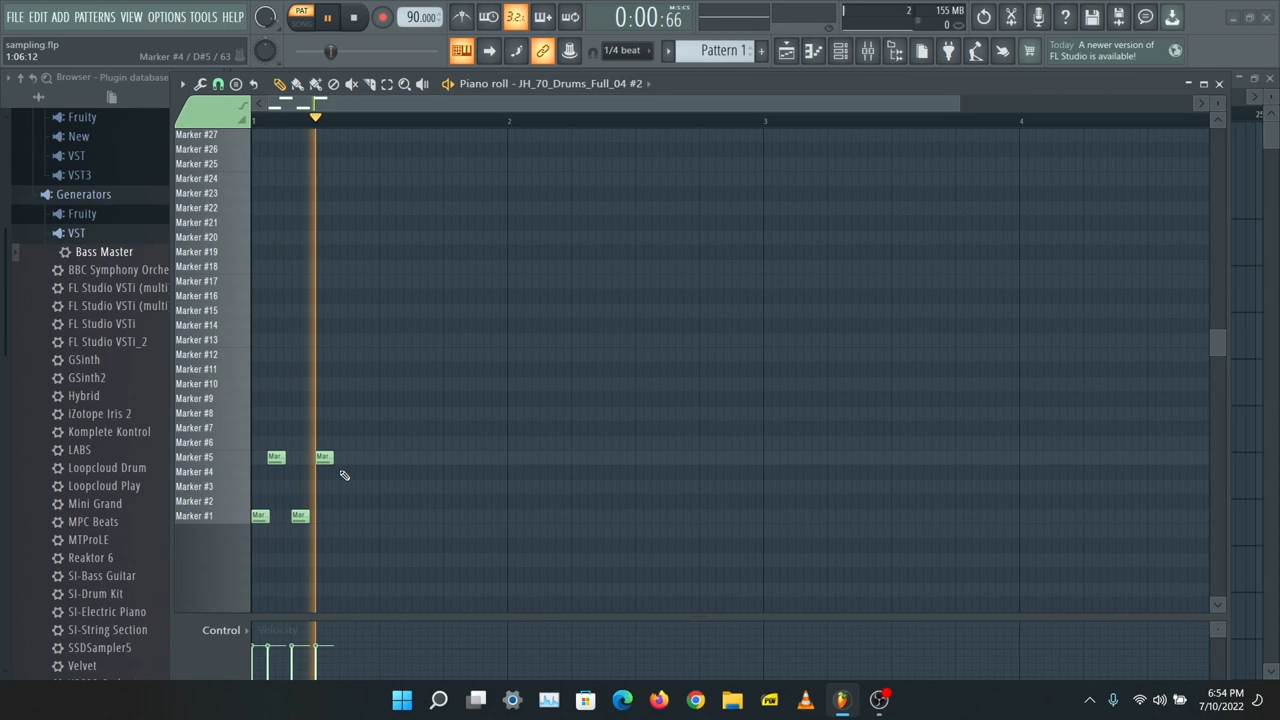 FILE EDIT ADD PATTERNS VIEW OPTIONS TOOLS HELP
PAT
SONG
90.000
3.2.
0:00:66
M:S:CS
2
155 MB
0
sampling.flp
1:06:12
Marker #4 / D#5 / 63
1/4 beat
Pattern 1
Today A newer version of
FL Studio is available!
Browser - Plugin database
Piano roll - JH_70_Drums_Full_04 #2
1
2
3
4
Fruity
New
VST
VST3
Generators
Fruity
VST
Bass Master
BBC Symphony Orche
FL Studio VSTi (multi
FL Studio VSTi (multi
FL Studio VSTi
FL Studio VSTi_2
GSinth
GSinth2
Hybrid
iZotope Iris 2
Komplete Kontrol
LABS
Loopcloud Drum
Loopcloud Play
Mini Grand
MPC Beats
MTProLE
Reaktor 6
SI-Bass Guitar
SI-Drum Kit
SI-Electric Piano
SI-String Section
SSDSampler5
Velvet
Marker #27
Marker #26
Marker #25
Marker #24
Marker #23
Marker #22
Marker #21
Marker #20
Marker #19
Marker #18
Marker #17
Marker #16
Marker #15
Marker #14
Marker #13
Marker #12
Marker #11
Marker #10
Marker #9
Marker #8
Marker #7
Marker #6
Marker #5
Marker #4
Marker #3
Marker #2
Marker #1
Mar..
Mar..
Mar
Mar
Control
Velocity
PDF
6:54 PM
7/10/2022